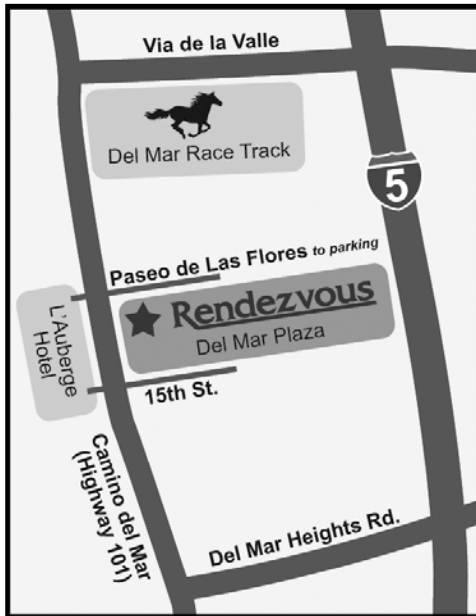 Via de la Valle
Del Mar Race Track
5
Paseo de Las Flores to parking
Rendezvous
Del Mar Plaza
L'Auberge
Hotel
15th St.
Camino del Mar
(Highway 101)
Del Mar Heights Rd.